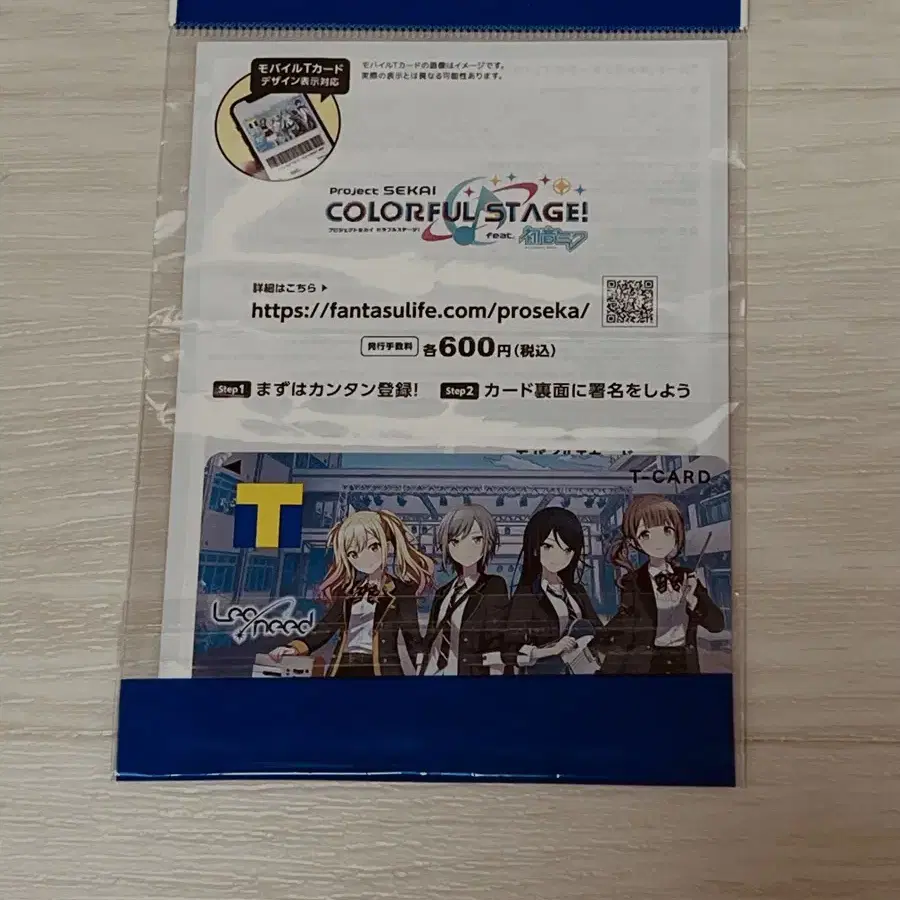 モバイルTカード
デザイン表示対応
モバイルTカードの画像はイメージです。
実際の表示とは異なる可能性あります。
Project SEKAI
COLORFUL STAGE!
プロジェクトセカイ カラフルステージ!
feat. 初音ミク
詳細はこちら▶
https://fantasulife.com/proseka/
発行手数料 各600円(税込)
Step1 まずはカンタン登録! Step2 カード裏面に署名をしよう
T-CARD
T
Leo/need